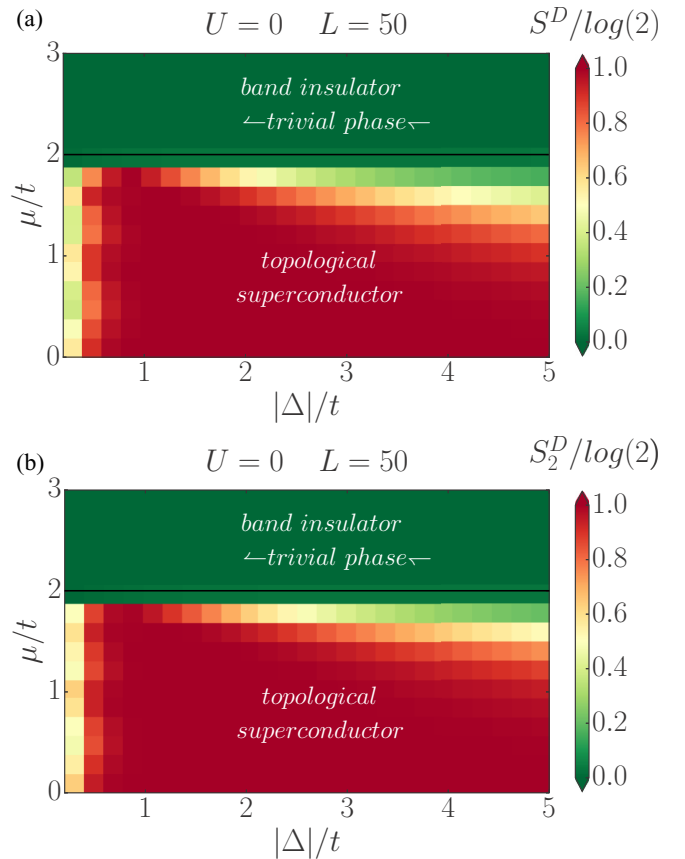 (a)
U = 0 L = 50
S^D/log(2)
3
2
1
0
μ/t
band insulator
←trivial phase←
topological
superconductor
1 2 3 4 5
|Δ|/t
1.0
0.8
0.6
0.4
0.2
0.0
(b)
U = 0 L = 50
S_2^D/log(2)
3
2
1
0
μ/t
band insulator
←trivial phase←
topological
superconductor
1 2 3 4 5
|Δ|/t
1.0
0.8
0.6
0.4
0.2
0.0